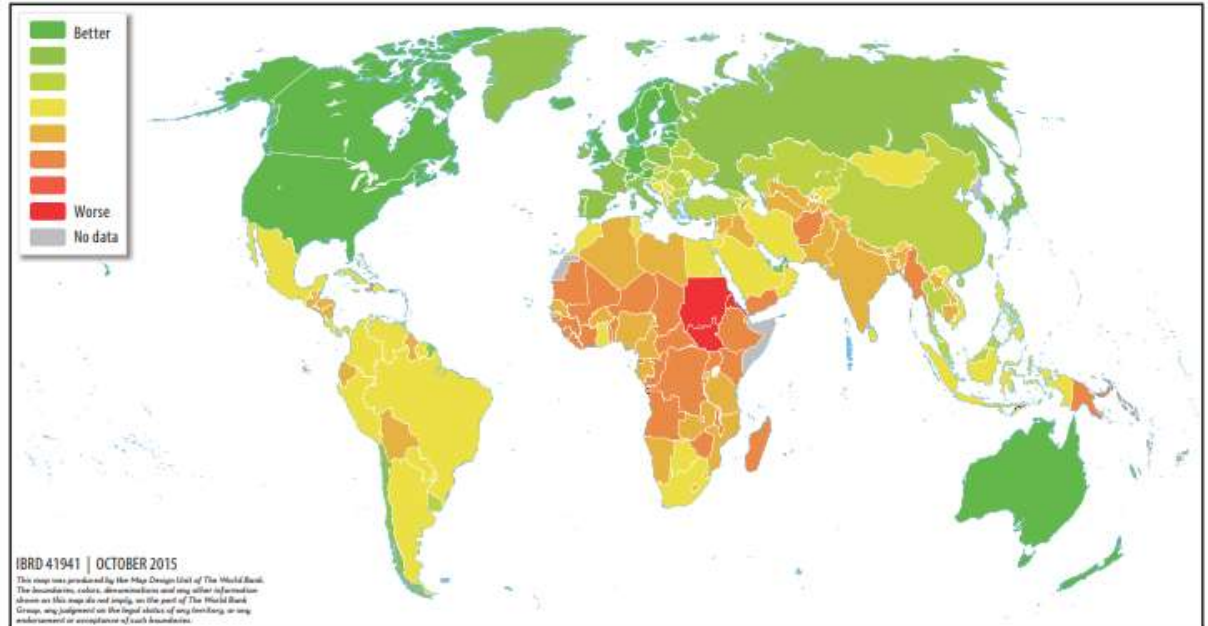 Better
Worse
No data
IBRD 41941 | OCTOBER 2015
This map was produced by the Map Design Unit of The World Bank.
The boundaries, colors, denominations and any other information
shown on this map do not imply, on the part of The World Bank
Group, any judgment on the legal status of any territory, or any
endorsement or acceptance of such boundaries.